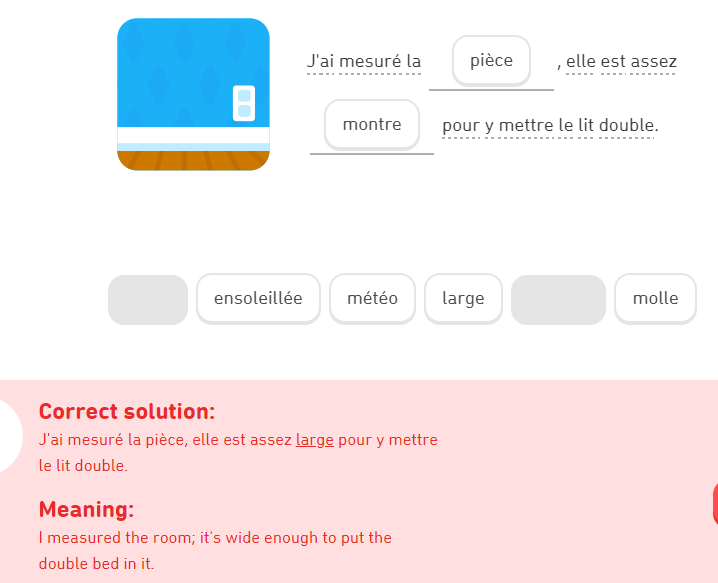 J'ai mesuré la pièce , elle est assez
montre pour y mettre le lit double.
ensoleillée météo large molle
Correct solution:
J'ai mesuré la pièce, elle est assez large pour y mettre
le lit double.
Meaning:
I measured the room; it's wide enough to put the
double bed in it.